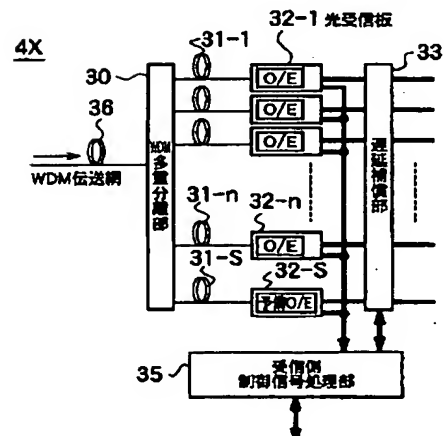 4X
36
WDM伝送網
30
WDM多重分離部
31-1
31-n
31-S
32-1 光受信板
O/E
O/E
O/E
32-n
O/E
32-S
予備O/E
33
遅延補償部
35
受信側
制御信号処理部